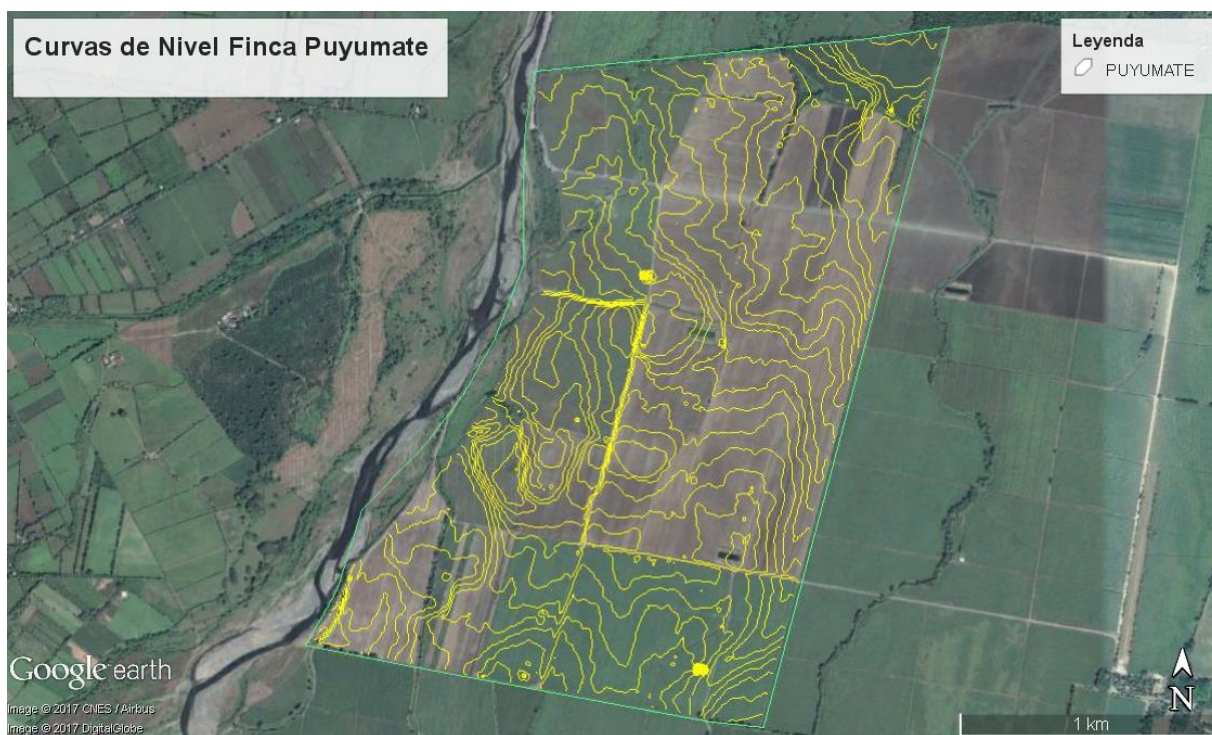 Curvas de Nivel Finca Puyumate
Leyenda
PUYUMATE
Google earth
Image © 2017 CNES / Airbus
Image © 2017 DigitalGlobe
N
1 km